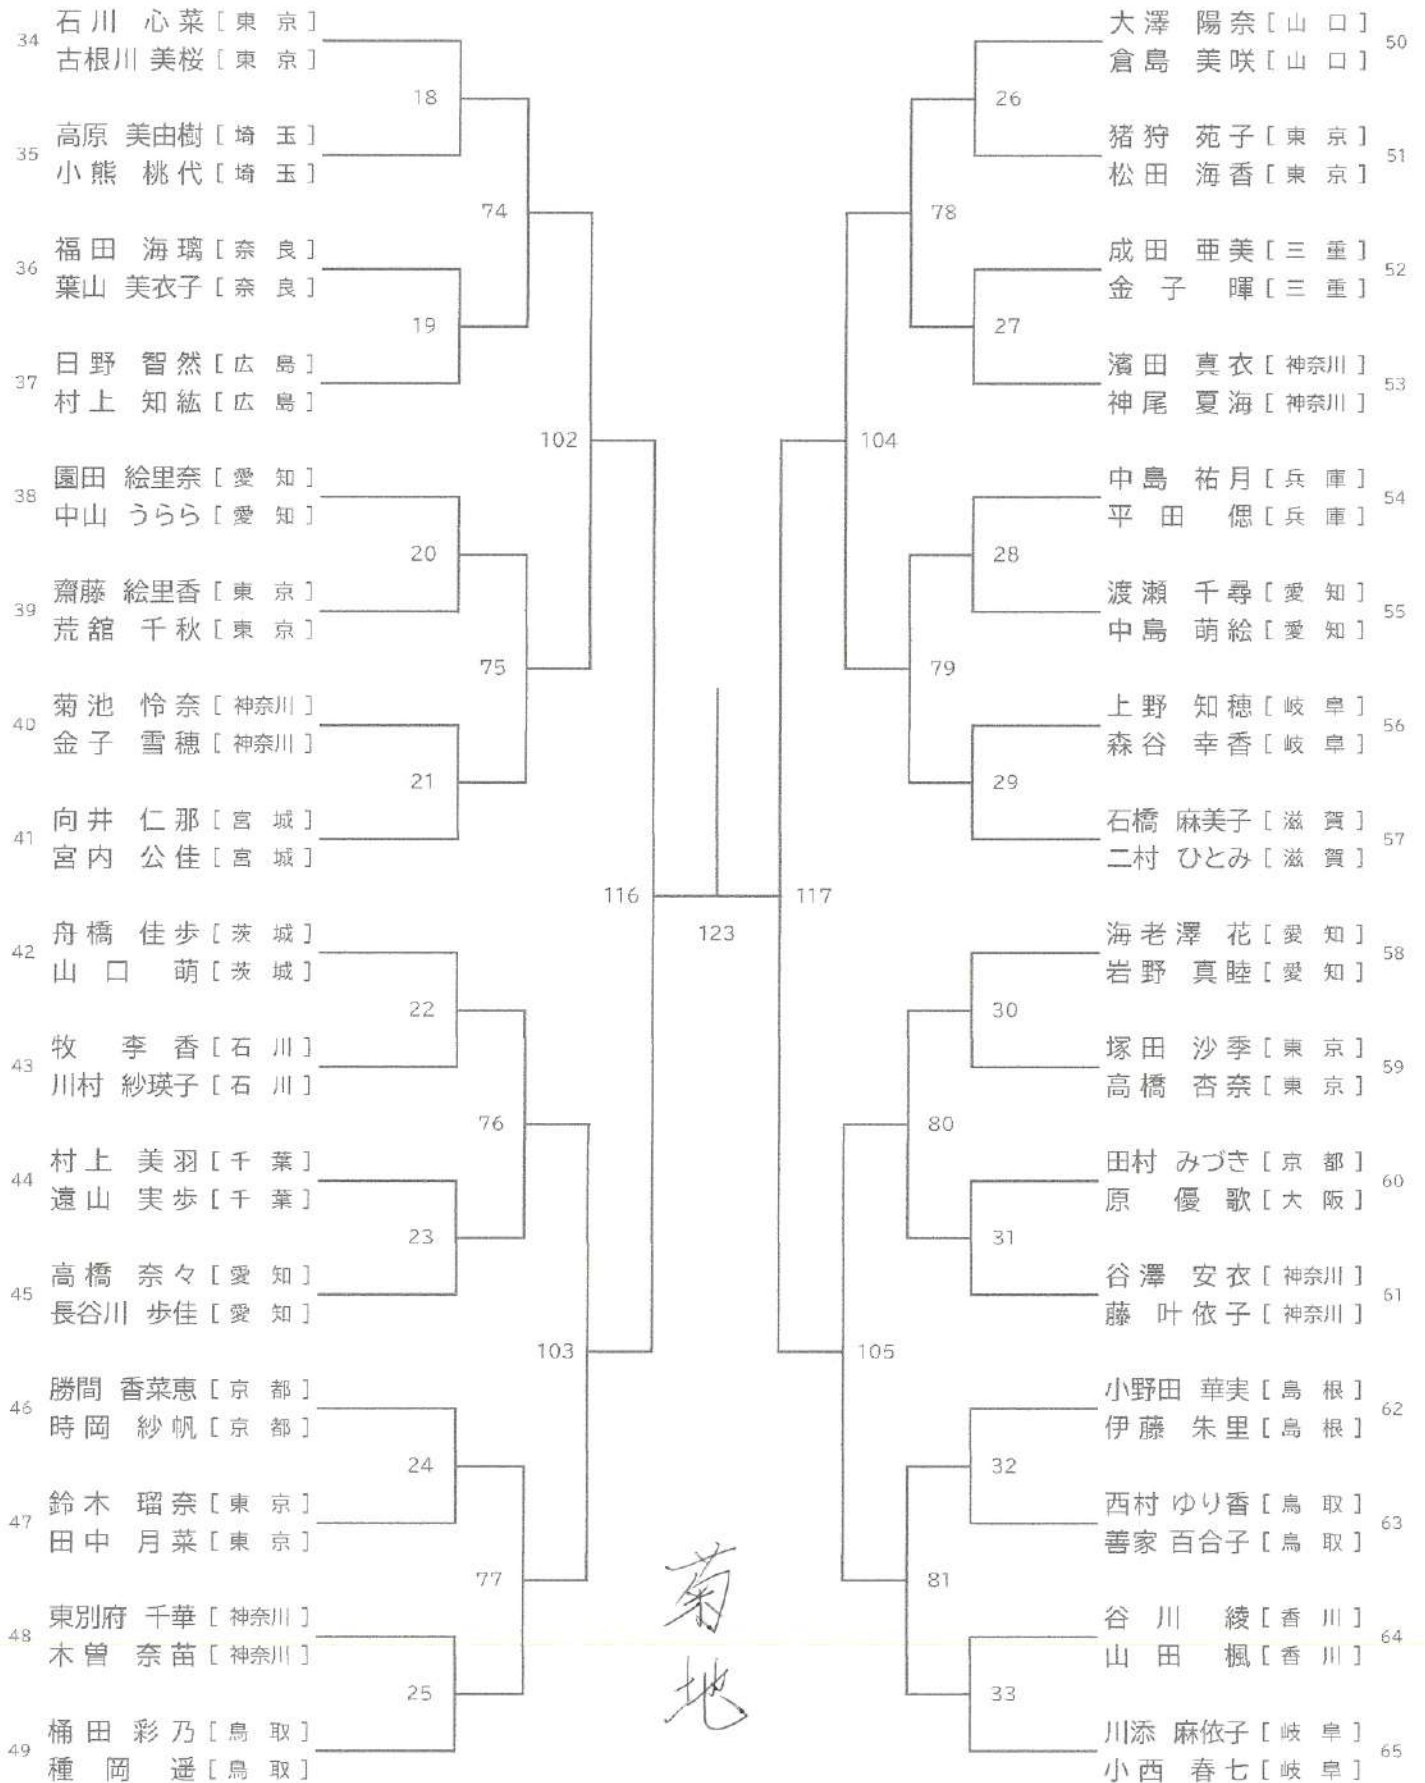 34 石川 心菜 [東 京]
古根川 美桜 [東 京]
18
35 高原 美由樹 [埼 玉]
小熊 桃代 [埼 玉]
74
36 福田 海璃 [奈 良]
葉山 美衣子 [奈 良]
19
37 日野 智然 [広 島]
村上 知紘 [広 島]
102
38 園田 絵里奈 [愛 知]
中山 うらら [愛 知]
20
39 齋藤 絵里香 [東 京]
荒舘 千秋 [東 京]
75
40 菊池 怜奈 [神奈川]
金子 雪穂 [神奈川]
21
41 向井 仁那 [宮 城]
宮内 公佳 [宮 城]
116
42 舟橋 佳歩 [茨 城]
山口 萌 [茨 城]
22
43 牧 李香 [石 川]
川村 紗瑛子 [石 川]
76
44 村上 美羽 [千 葉]
遠山 実歩 [千 葉]
23
45 高橋 奈々 [愛 知]
長谷川 歩佳 [愛 知]
103
46 勝間 香菜恵 [京 都]
時岡 紗帆 [京 都]
24
47 鈴木 瑠奈 [東 京]
田中 月菜 [東 京]
77
48 東別府 千華 [神奈川]
木曽 奈苗 [神奈川]
25
49 桶田 彩乃 [鳥 取]
種岡 遥 [鳥 取]
123
菊
地
大澤 陽奈 [山 口] 50
倉島 美咲 [山 口]
26
猪狩 苑子 [東 京] 51
松田 海香 [東 京]
78
成田 亜美 [三 重] 52
金子 暉 [三 重]
27
濱田 真衣 [神奈川] 53
神尾 夏海 [神奈川]
104
中島 祐月 [兵 庫] 54
平田 偲 [兵 庫]
28
渡瀬 千尋 [愛 知] 55
中島 萌絵 [愛 知]
79
上野 知穂 [岐 阜] 56
森谷 幸香 [岐 阜]
29
石橋 麻美子 [滋 賀] 57
二村 ひとみ [滋 賀]
117
海老澤 花 [愛 知] 58
岩野 真睦 [愛 知]
30
塚田 沙季 [東 京] 59
高橋 杏奈 [東 京]
80
田村 みづき [京 都] 60
原 優歌 [大 阪]
31
谷澤 安衣 [神奈川] 61
藤 叶依子 [神奈川]
105
小野田 華実 [島 根] 62
伊藤 朱里 [島 根]
32
西村 ゆり香 [鳥 取] 63
善家 百合子 [鳥 取]
81
谷川 綾 [香 川] 64
山田 楓 [香 川]
33
川添 麻依子 [岐 阜] 65
小西 春七 [岐 阜]